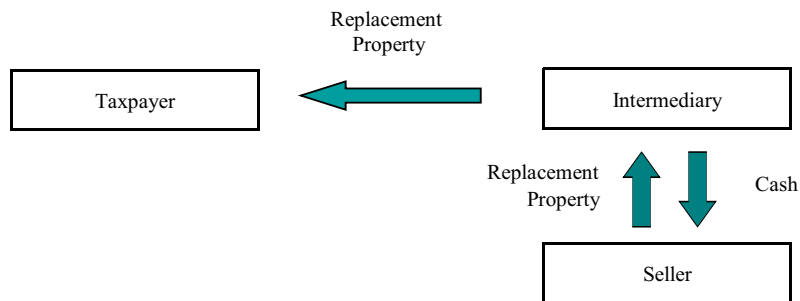 Replacement
Property
Taxpayer
Intermediary
Replacement
Property
Cash
Seller